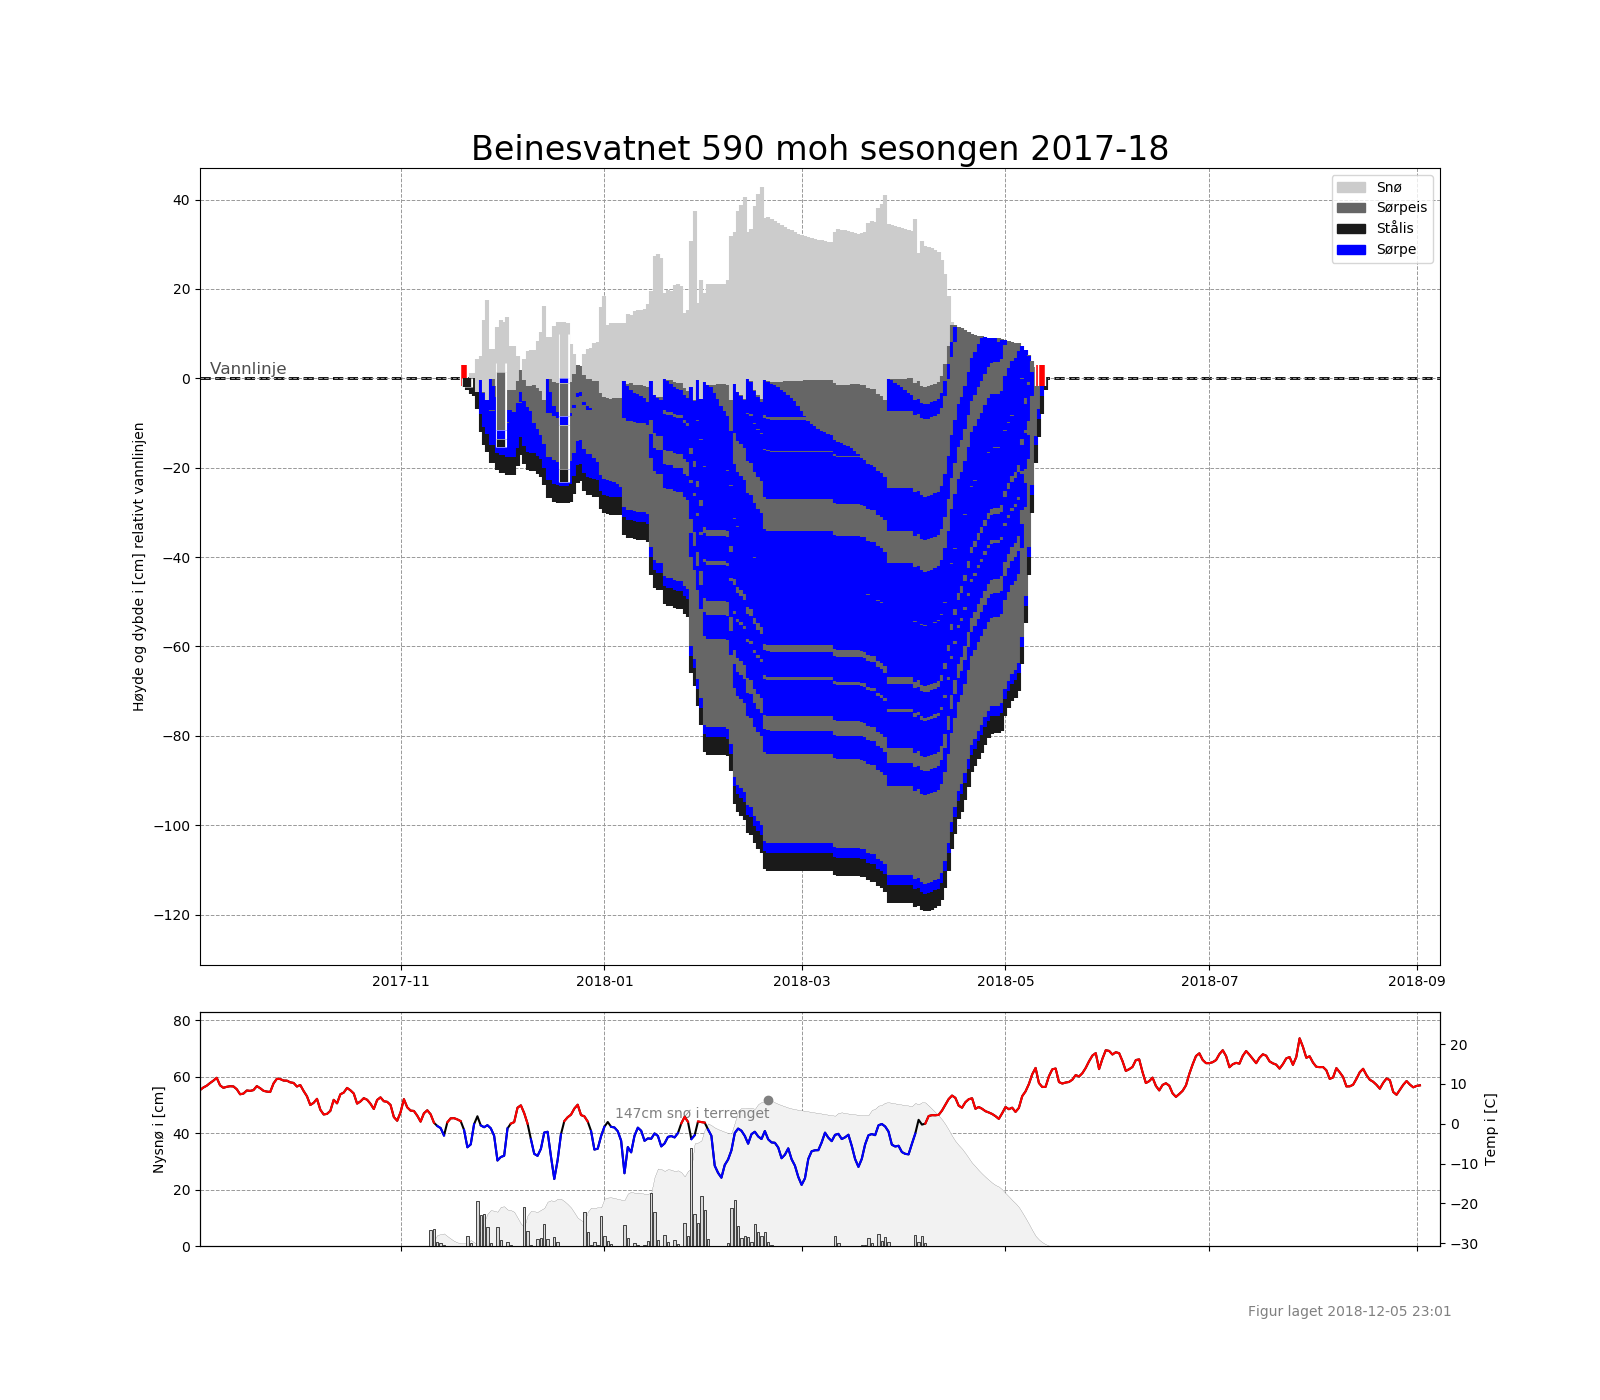 Beinesvatnet 590 moh sesongen 2017-18
Høyde og dybde i [cm] relativt vannlinjen
40
20
0
−20
−40
−60
−80
−100
−120
Vannlinje
Snø
Sørpeis
Stålis
Sørpe
2017-11
2018-01
2018-03
2018-05
2018-07
2018-09
Nysnø i [cm]
80
60
40
20
0
147cm snø i terrenget
20
10
0
−10
−20
−30
Temp i [C]
Figur laget 2018-12-05 23:01